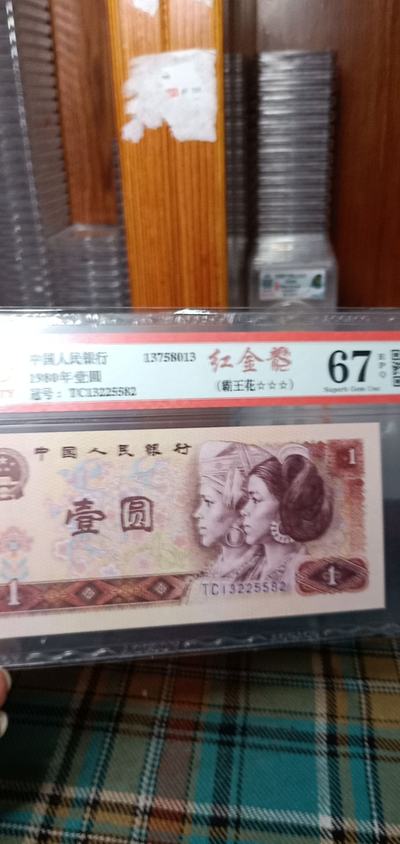 中国人民银行 13758013 红金龙 67 EPQ
1980年壹圆 (霸王花☆☆☆) Superb Gem Unc
冠号：TC13225582
中国人民银行
1
壹圆
TC13225582
1
1